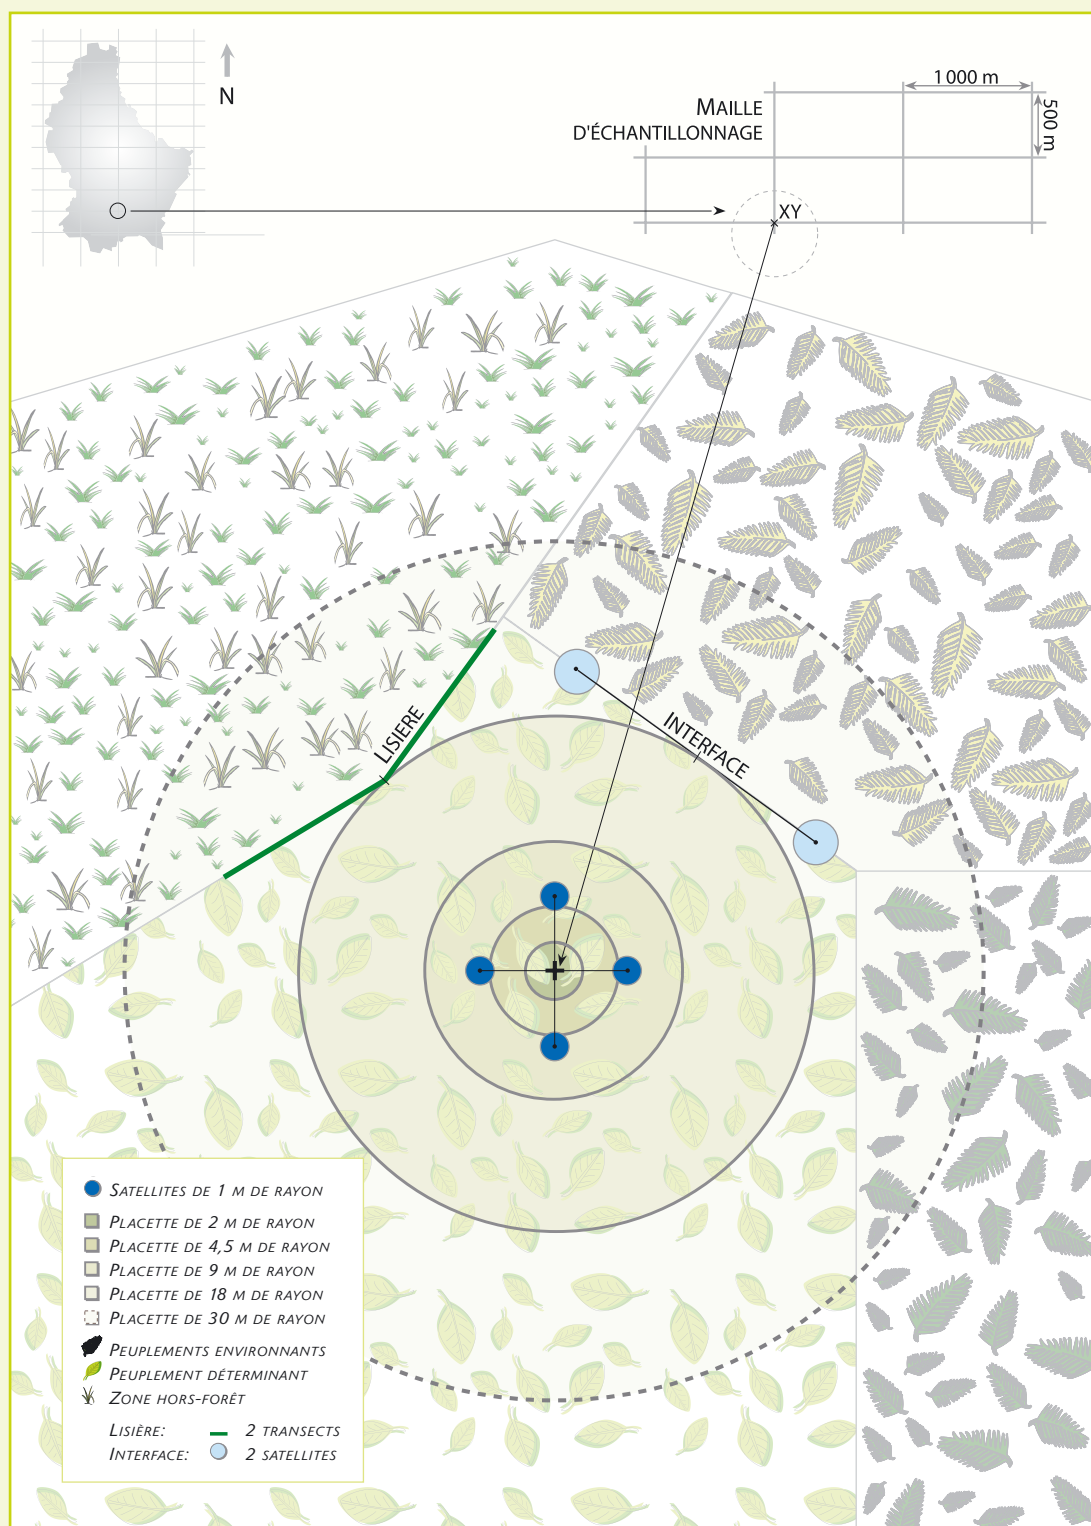 N
MAILLE
D'ÉCHANTILLONNAGE
1 000 m
500 m
XY
LISIERE
INTERFACE
SATELLITES DE 1 M DE RAYON
PLACETTE DE 2 M DE RAYON
PLACETTE DE 4,5 M DE RAYON
PLACETTE DE 9 M DE RAYON
PLACETTE DE 18 M DE RAYON
PLACETTE DE 30 M DE RAYON
PEUPLEMENTS ENVIRONNANTS
PEUPLEMENT DÉTERMINANT
ZONE HORS-FORÊT
LISIÈRE: 2 TRANSECTS
INTERFACE: 2 SATELLITES